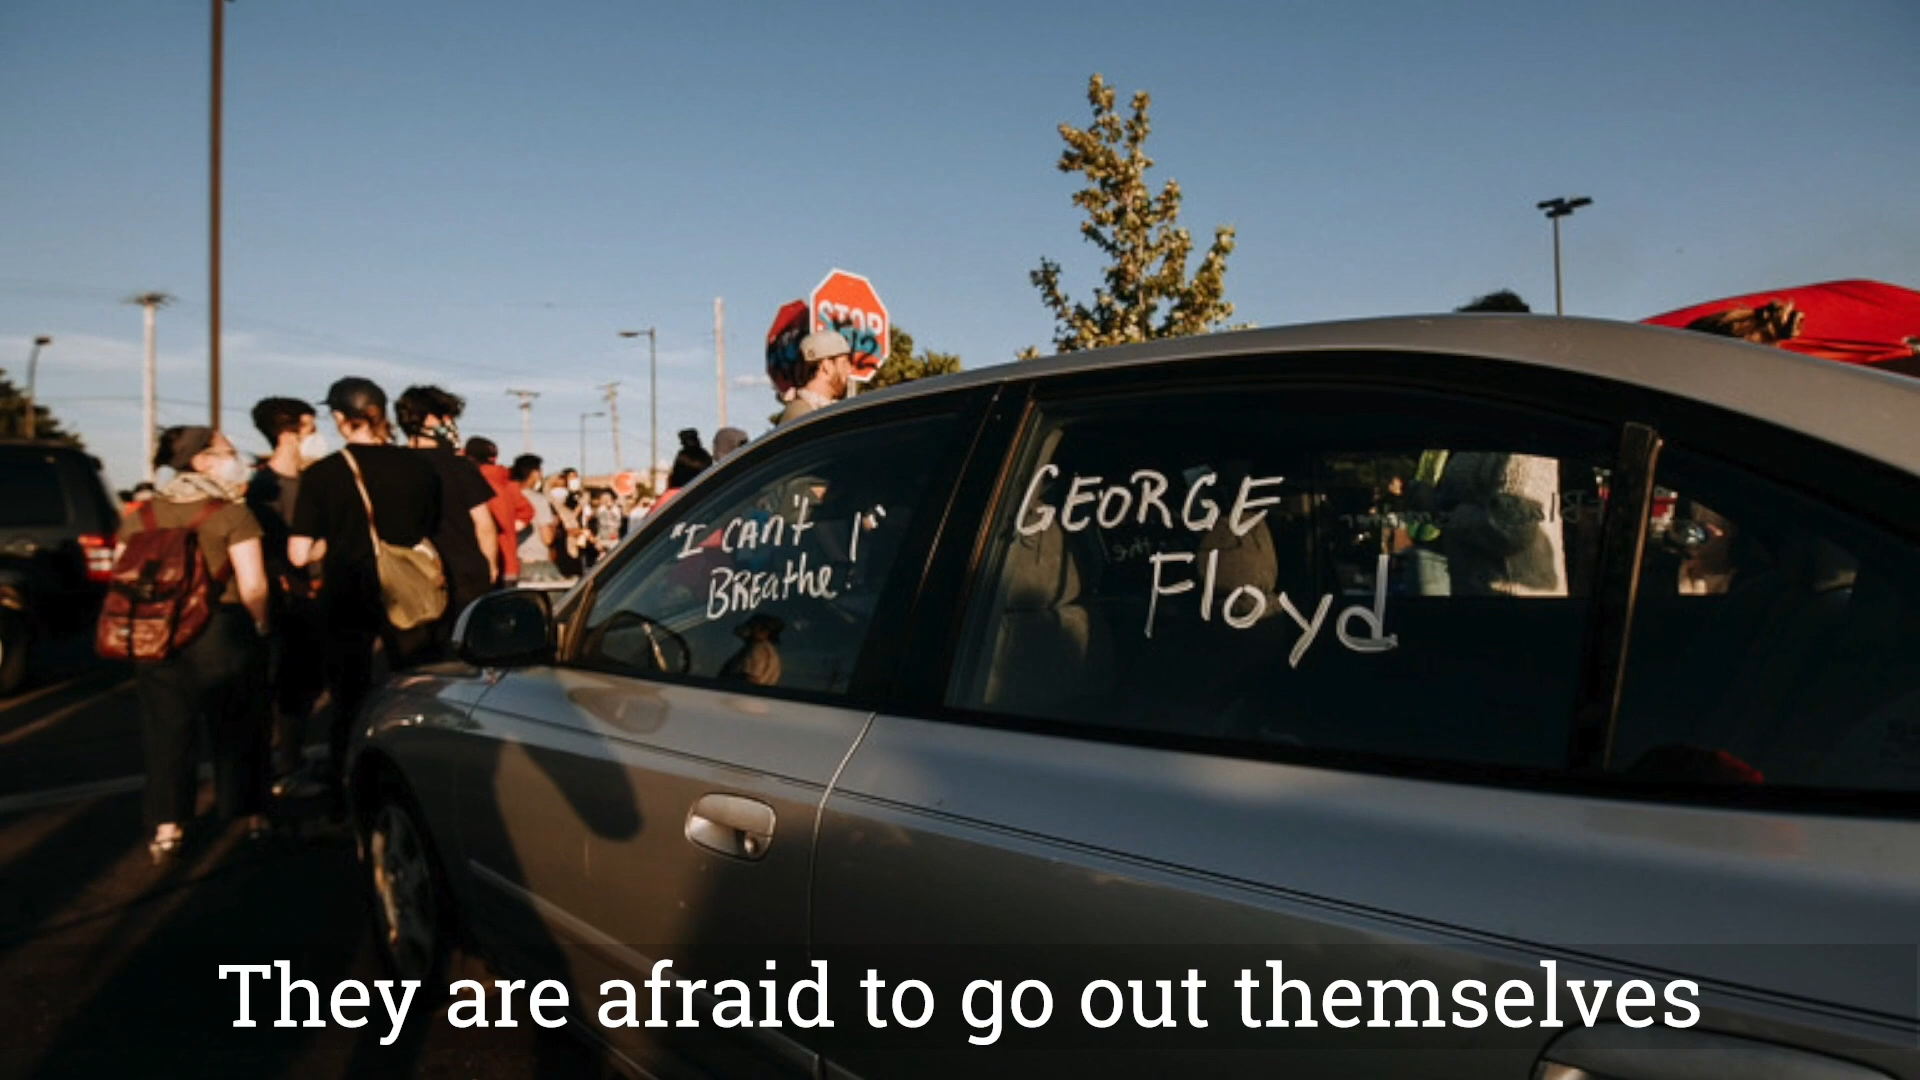 STOP
"I CAN'T
BREAthe!"
GEORGE
Floyd
They are afraid to go out themselves